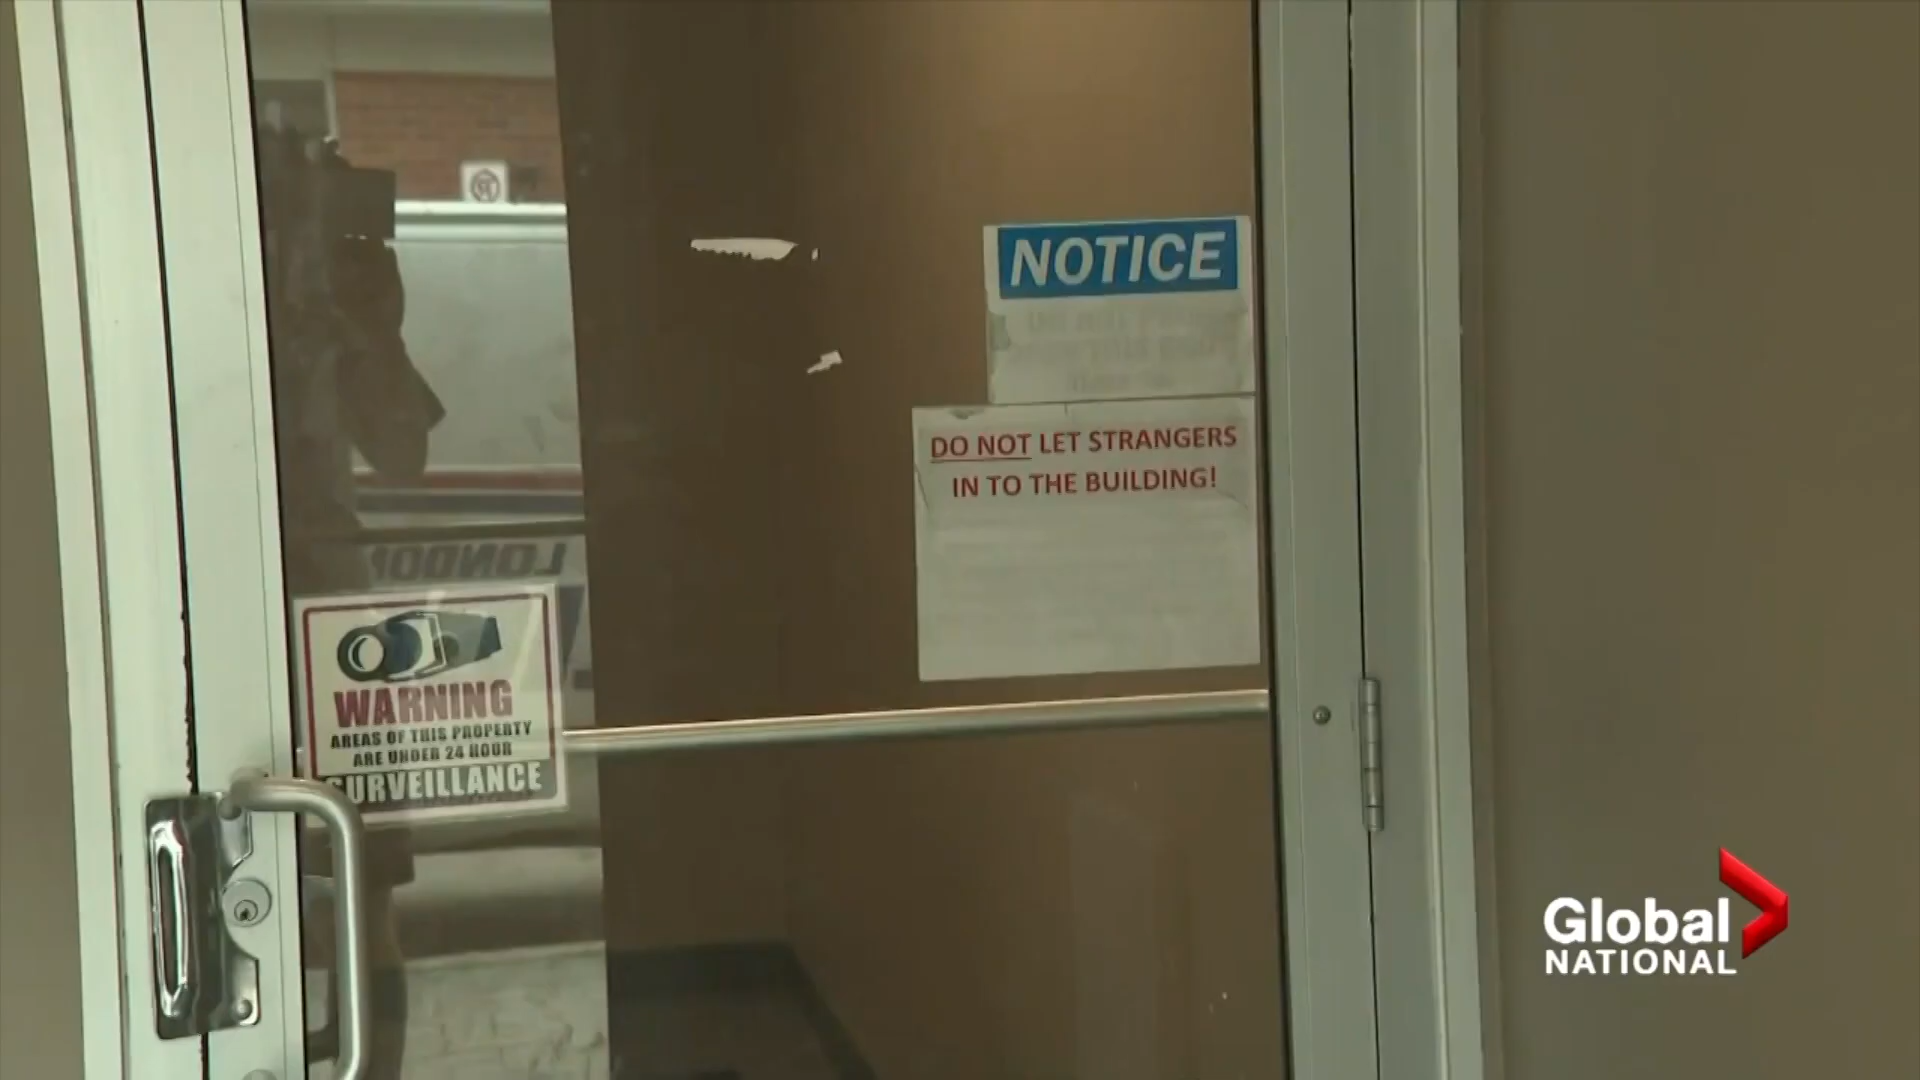 NOTICE
DO NOT LET STRANGERS
IN TO THE BUILDING!
LONDON
WARNING
AREAS OF THIS PROPERTY
ARE UNDER 24 HOUR
SURVEILLANCE
Global
NATIONAL